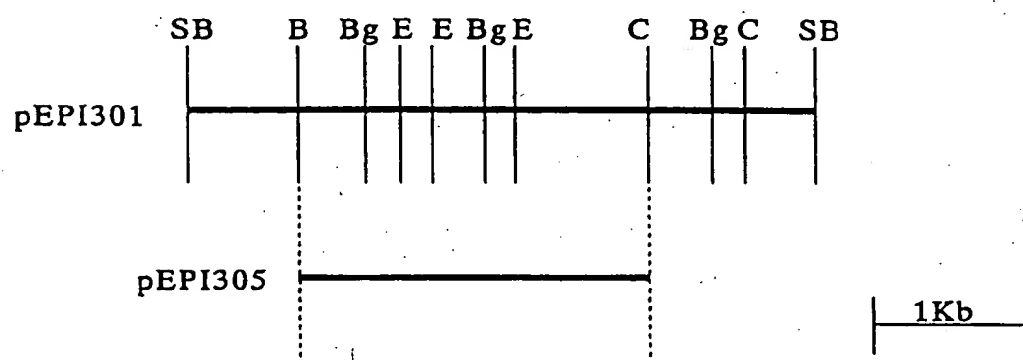 SB B Bg E E Bg E C Bg C SB
pEPI301
pEPI305
1Kb